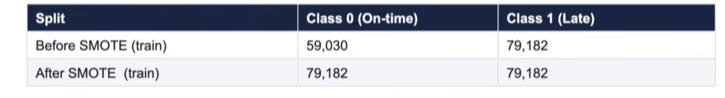 Split Class 0 (On-time) Class 1 (Late)
Before SMOTE (train) 59,030 79,182
After SMOTE (train) 79,182 79,182